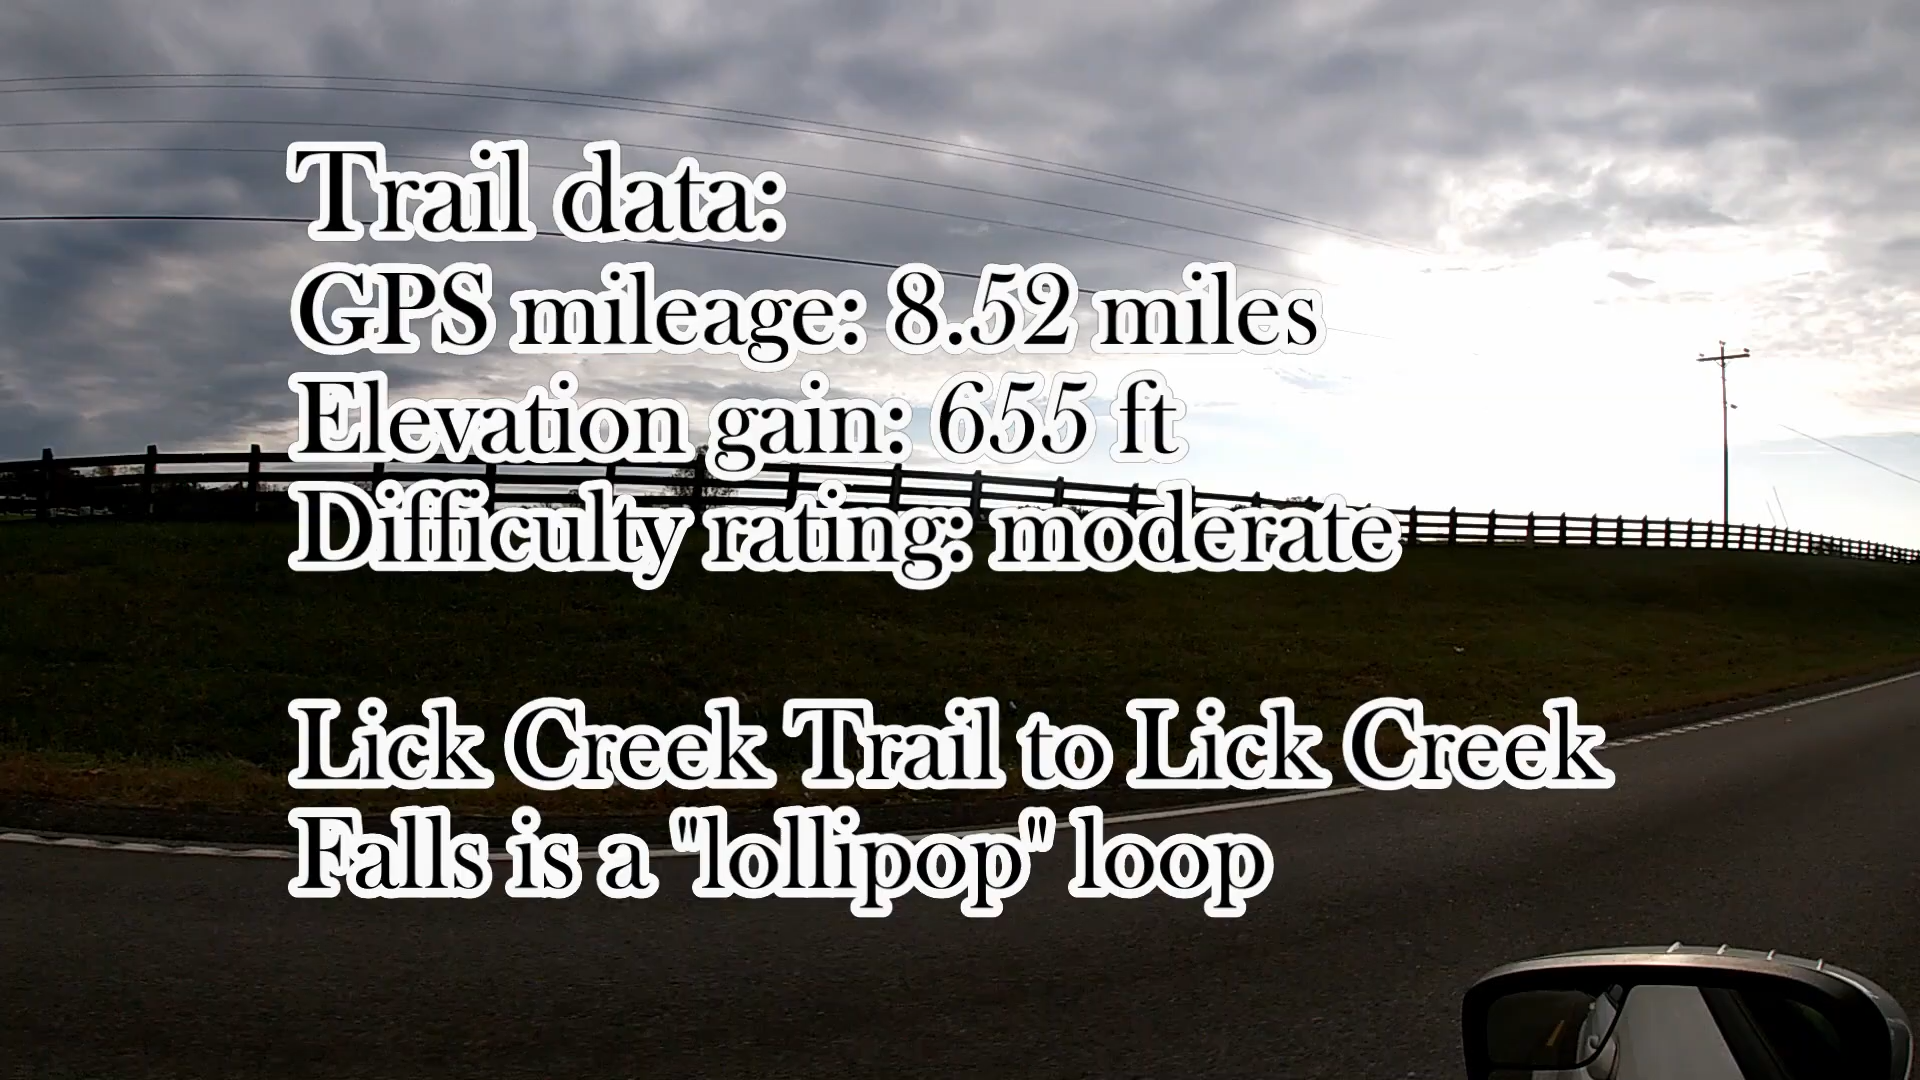 Trail data:
GPS mileage: 8.52 miles
Elevation gain: 655 ft
Difficulty rating: moderate
Lick Creek Trail to Lick Creek
Falls is a "lollipop" loop